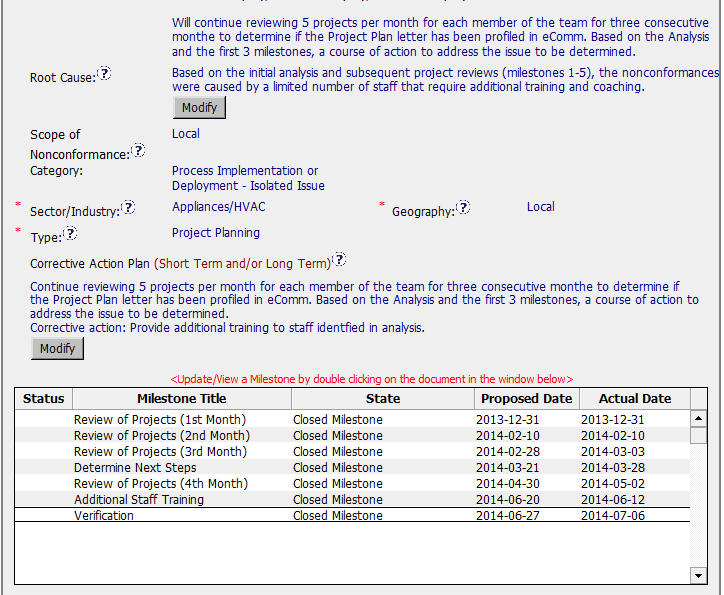 Will continue reviewing 5 projects per month for each member of the team for three consecutive
monthe to determine if the Project Plan letter has been profiled in eComm. Based on the Analysis
and the first 3 milestones, a course of action to address the issue to be determined.
Root Cause: ? Based on the initial analysis and subsequent project reviews (milestones 1-5), the nonconformances
were caused by a limited number of staff that require additional training and coaching.
Modify
Scope of Local
Nonconformance: ?
Category: Process Implementation or
Deployment - Isolated Issue
* Sector/Industry: ? Appliances/HVAC * Geography: ? Local
* Type: ? Project Planning
Corrective Action Plan (Short Term and/or Long Term) ?
Continue reviewing 5 projects per month for each member of the team for three consecutive monthe to determine if
the Project Plan letter has been profiled in eComm. Based on the Analysis and the first 3 milestones, a course of action to
address the issue to be determined.
Corrective action: Provide additional training to staff identfied in analysis.
Modify
<Update/View a Milestone by double clicking on the document in the window below>
Status Milestone Title State Proposed Date Actual Date
Review of Projects (1st Month) Closed Milestone 2013-12-31 2013-12-31
Review of Projects (2nd Month) Closed Milestone 2014-02-10 2014-02-10
Review of Projects (3rd Month) Closed Milestone 2014-02-28 2014-03-03
Determine Next Steps Closed Milestone 2014-03-21 2014-03-28
Review of Projects (4th Month) Closed Milestone 2014-04-30 2014-05-02
Additional Staff Training Closed Milestone 2014-06-20 2014-06-12
Verification Closed Milestone 2014-06-27 2014-07-06